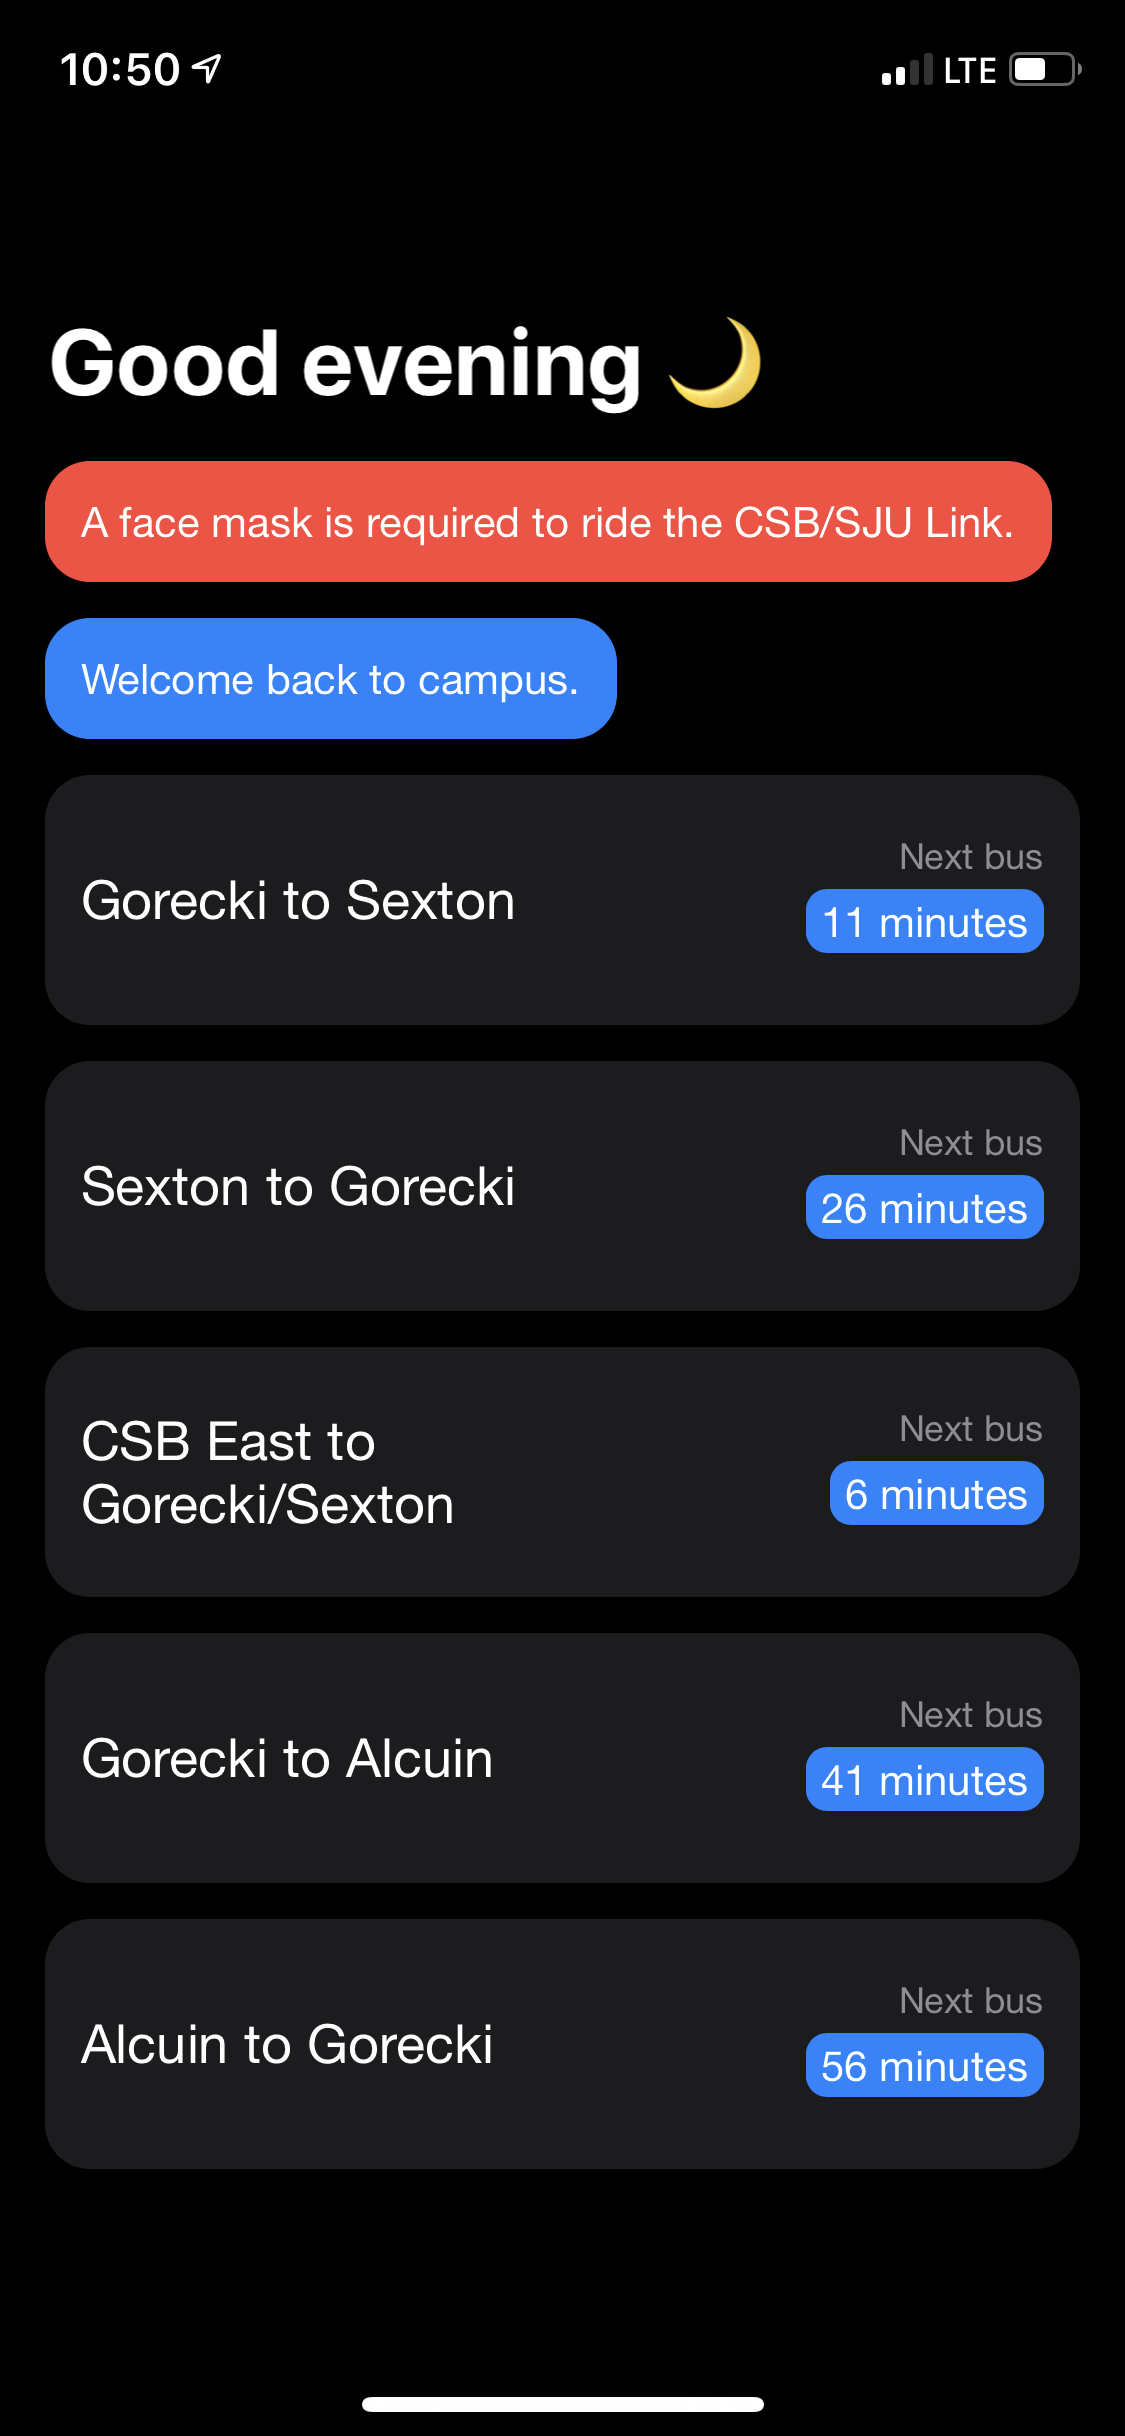 10:50
LTE
Good evening 🌙
A face mask is required to ride the CSB/SJU Link.
Welcome back to campus.
Next bus
Gorecki to Sexton
11 minutes
Next bus
Sexton to Gorecki
26 minutes
Next bus
CSB East to
Gorecki/Sexton
6 minutes
Next bus
Gorecki to Alcuin
41 minutes
Next bus
Alcuin to Gorecki
56 minutes